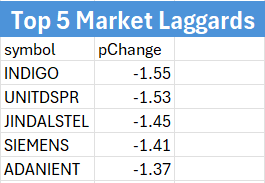 Top 5 Market Laggards
symbol pChange
INDIGO -1.55
UNITDSPR -1.53
JINDALSTEL -1.45
SIEMENS -1.41
ADANIENT -1.37